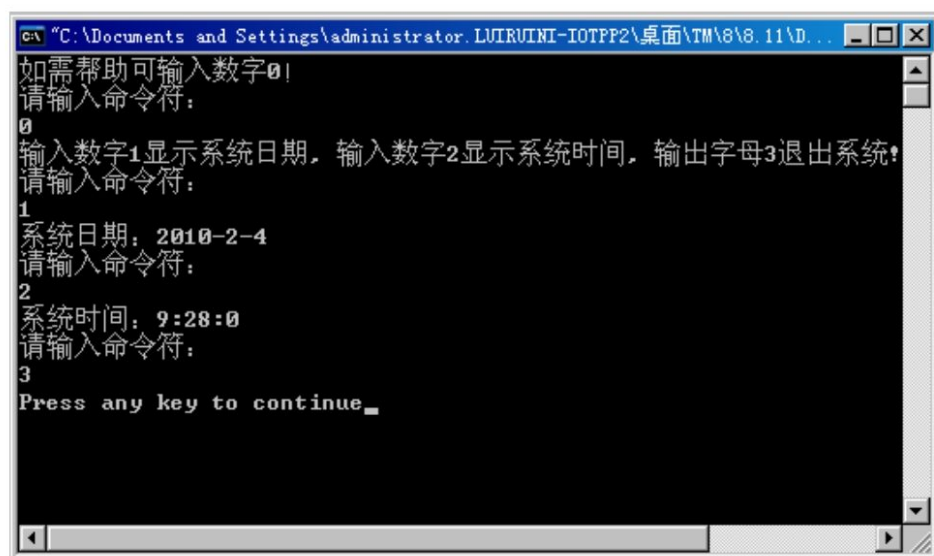 "C:\Documents and Settings\administrator.LUIRUINI-IOTPP2\桌面\TM\8\8.11\D...
如需帮助可输入数字0!
请输入命令符:
0
输入数字1显示系统日期，输入数字2显示系统时间，输出字母3退出系统!
请输入命令符:
1
系统日期: 2010-2-4
请输入命令符:
2
系统时间: 9:28:0
请输入命令符:
3
Press any key to continue_